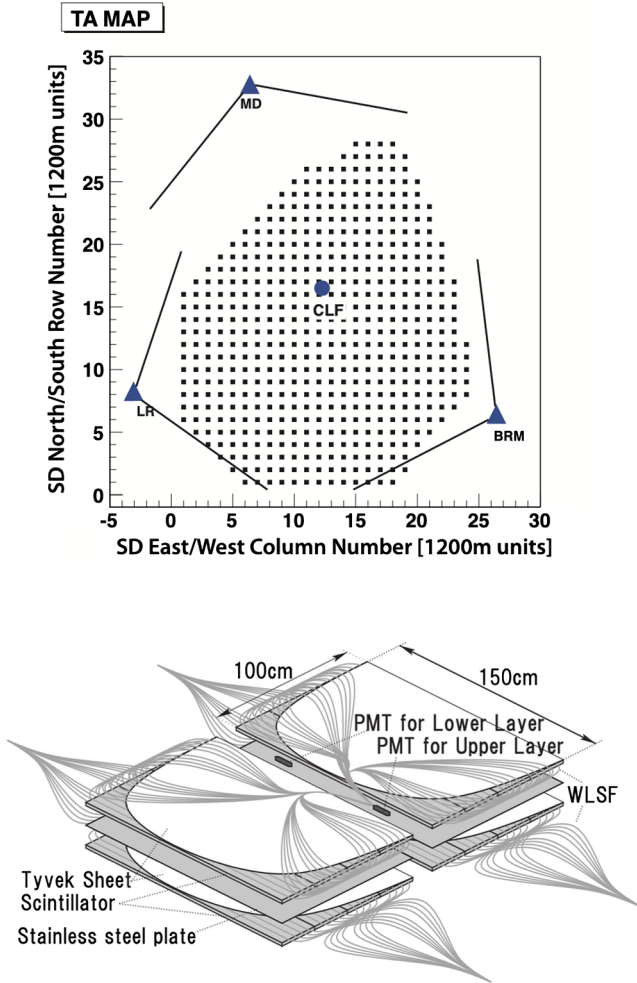 TA MAP
SD North/South Row Number [1200m units]
35
30
25
20
15
10
5
0
MD
CLF
LR
BRM
-5 0 5 10 15 20 25 30
SD East/West Column Number [1200m units]
100cm
150cm
PMT for Lower Layer
PMT for Upper Layer
WLSF
Tyvek Sheet
Scintillator
Stainless steel plate